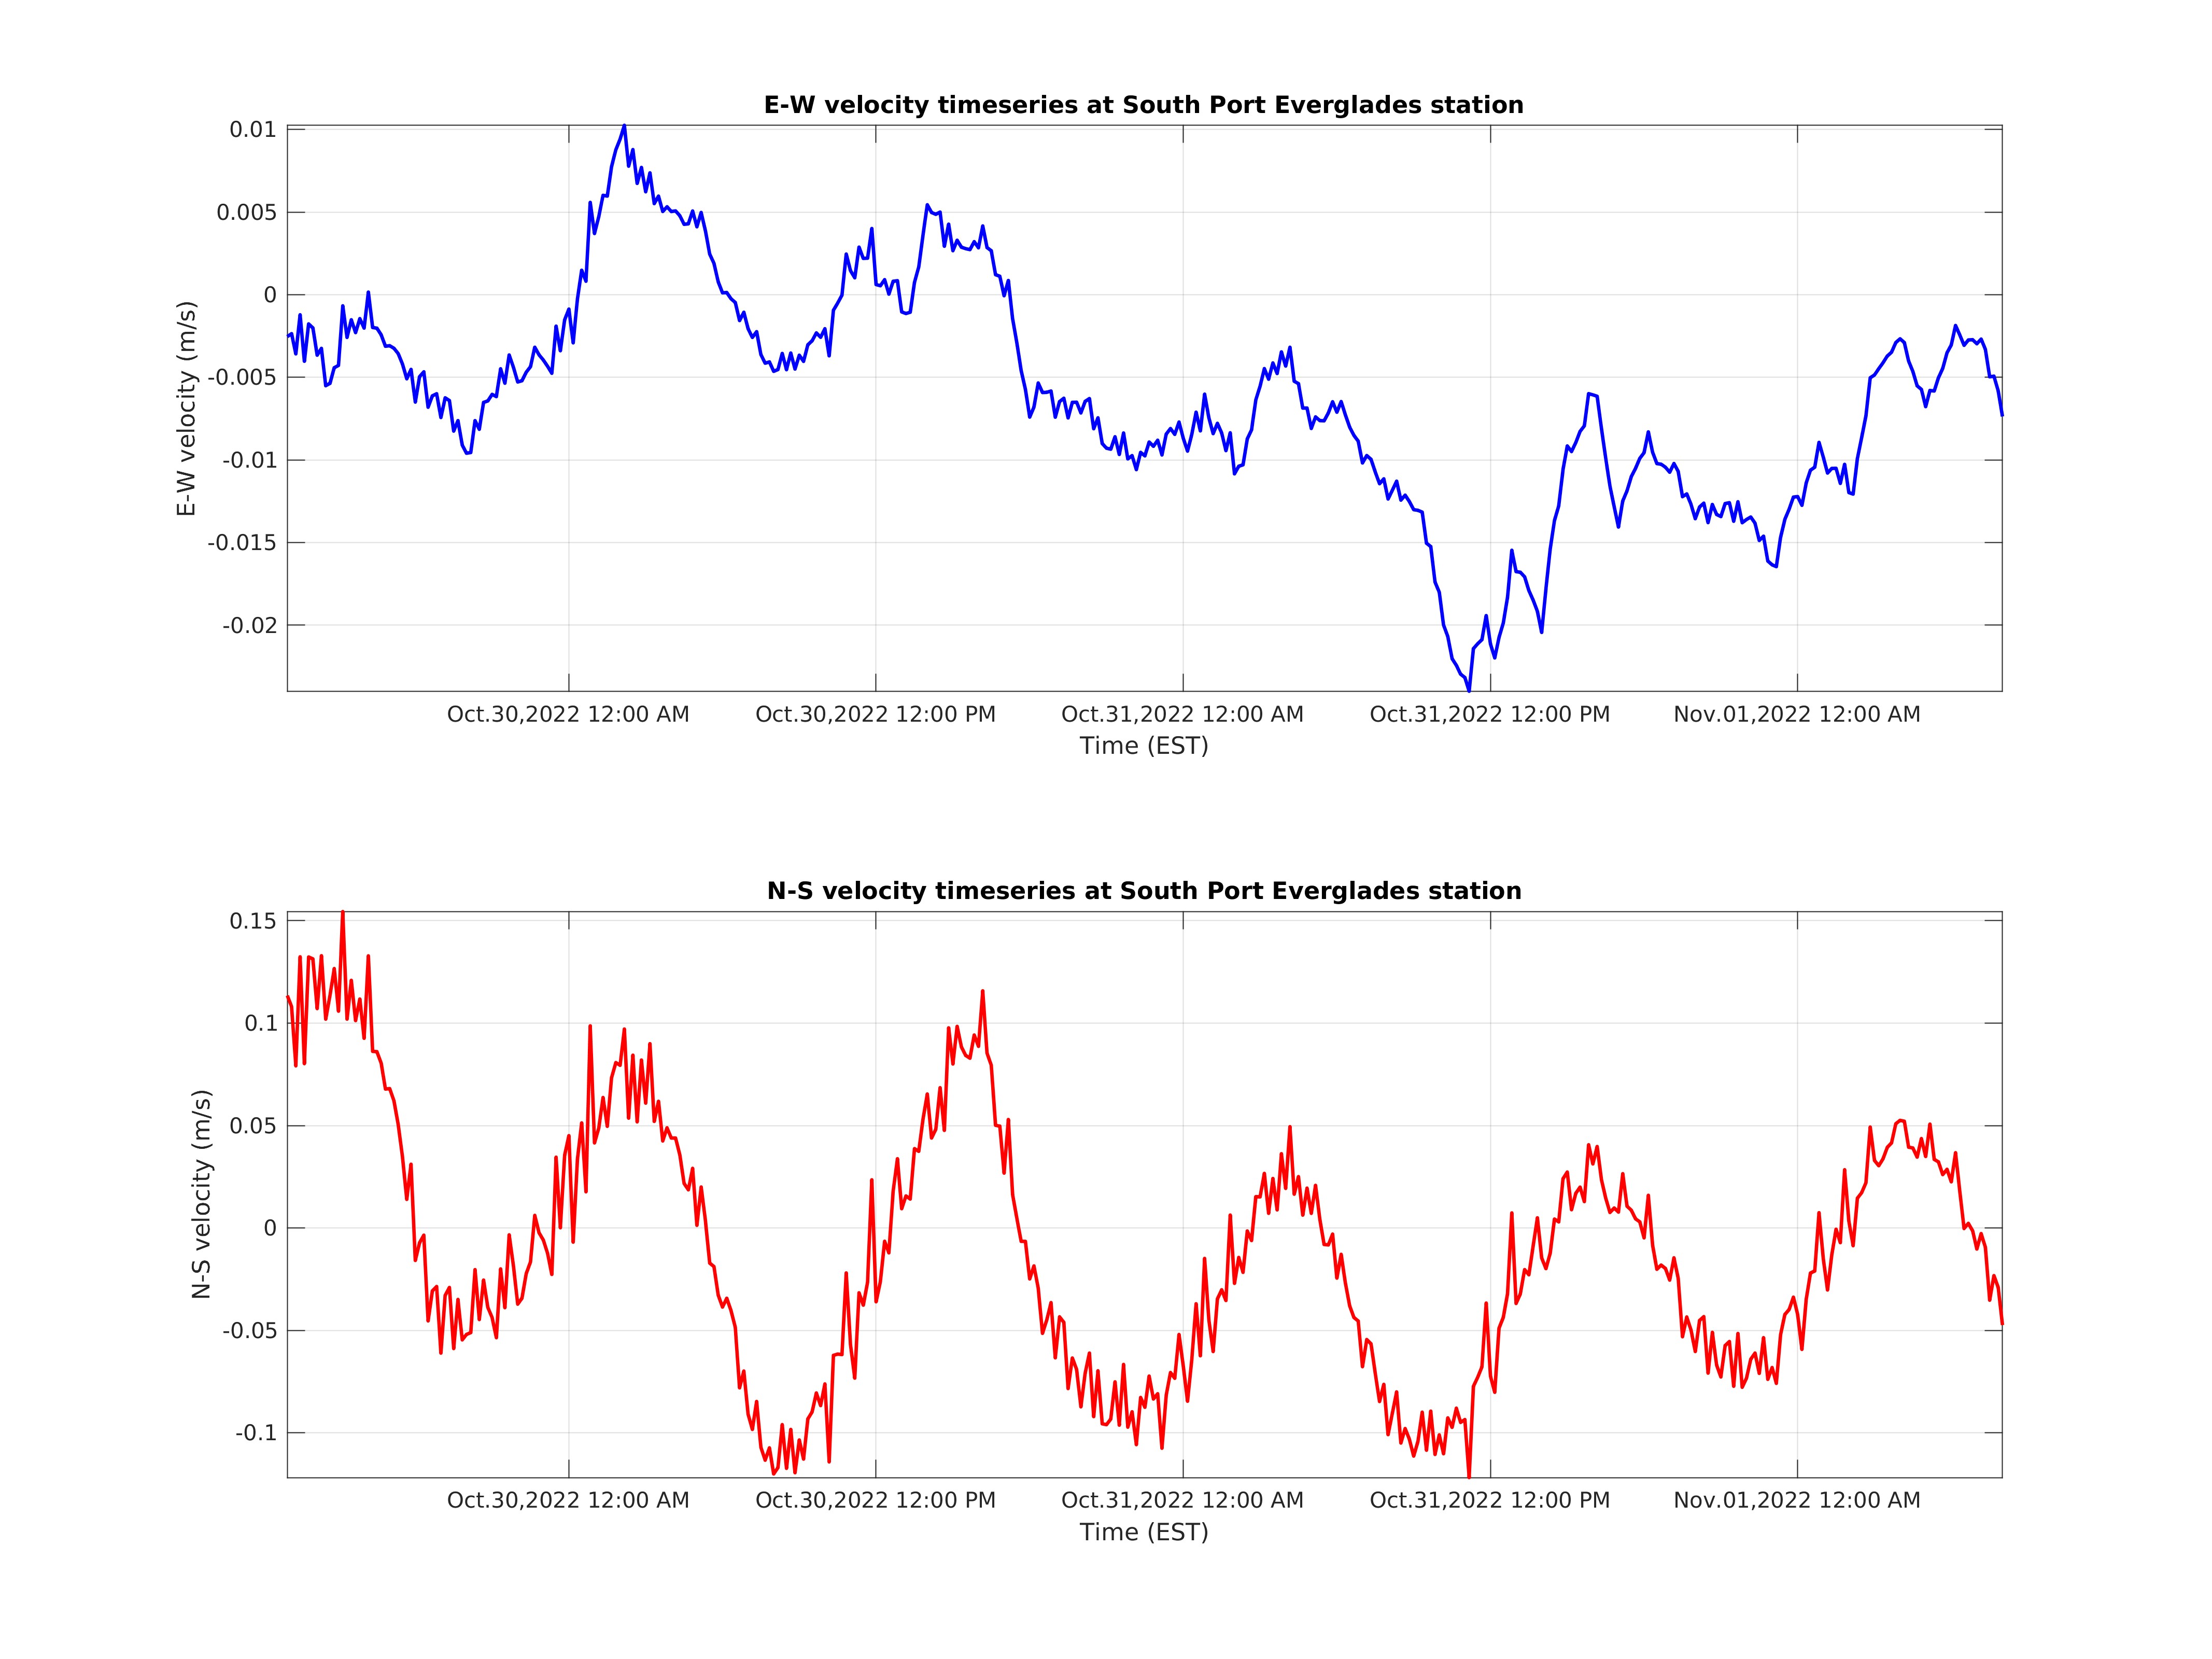 E-W velocity timeseries at South Port Everglades station
0.01
0.005
0
-0.005
-0.01
-0.015
-0.02
E-W velocity (m/s)
Oct.30,2022 12:00 AM Oct.30,2022 12:00 PM Oct.31,2022 12:00 AM Oct.31,2022 12:00 PM Nov.01,2022 12:00 AM
Time (EST)
N-S velocity timeseries at South Port Everglades station
0.15
0.1
0.05
0
-0.05
-0.1
N-S velocity (m/s)
Oct.30,2022 12:00 AM Oct.30,2022 12:00 PM Oct.31,2022 12:00 AM Oct.31,2022 12:00 PM Nov.01,2022 12:00 AM
Time (EST)